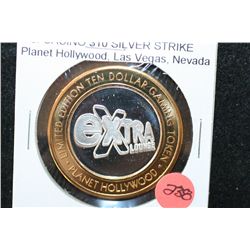 CASINO $10 SILVER STRIKE
Planet Hollywood, Las Vegas, Nevada
LIMITED EDITION TEN DOLLAR GAMING TOKEN
extra
LOUNGE
PLANET HOLLYWOOD
238